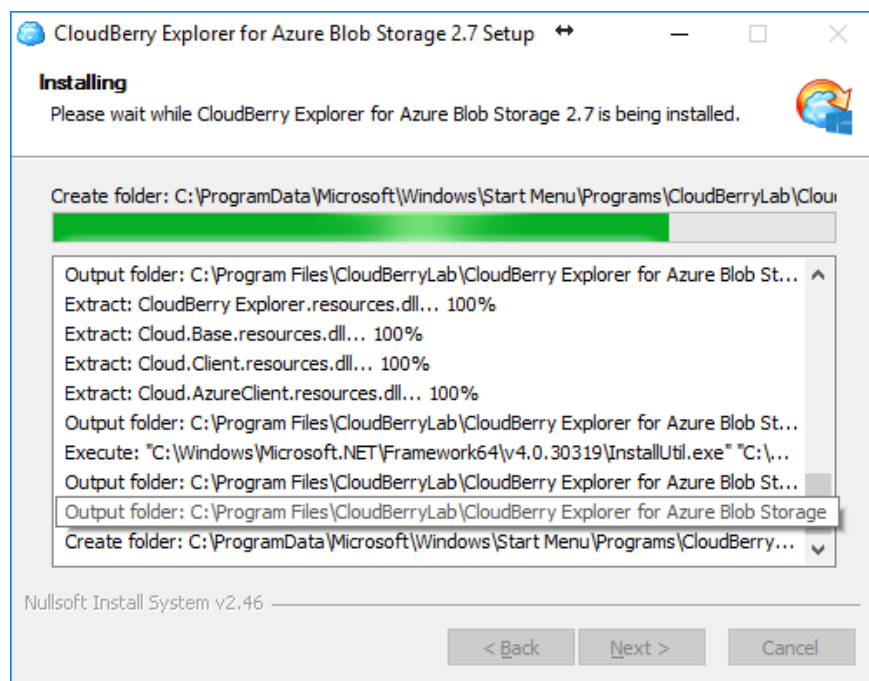 CloudBerry Explorer for Azure Blob Storage 2.7 Setup
Installing
Please wait while CloudBerry Explorer for Azure Blob Storage 2.7 is being installed.
Create folder: C:\ProgramData\Microsoft\Windows\Start Menu\Programs\CloudBerryLab\Clou
Output folder: C:\Program Files\CloudBerryLab\CloudBerry Explorer for Azure Blob St...
Extract: CloudBerry Explorer.resources.dll... 100%
Extract: Cloud.Base.resources.dll... 100%
Extract: Cloud.Client.resources.dll... 100%
Extract: Cloud.AzureClient.resources.dll... 100%
Output folder: C:\Program Files\CloudBerryLab\CloudBerry Explorer for Azure Blob St...
Execute: "C:\Windows\Microsoft.NET\Framework64\v4.0.30319\InstallUtil.exe" "C:\...
Output folder: C:\Program Files\CloudBerryLab\CloudBerry Explorer for Azure Blob St...
Output folder: C:\Program Files\CloudBerryLab\CloudBerry Explorer for Azure Blob Storage
Create folder: C:\ProgramData\Microsoft\Windows\Start Menu\Programs\CloudBerry...
Nullsoft Install System v2.46
< Back Next > Cancel